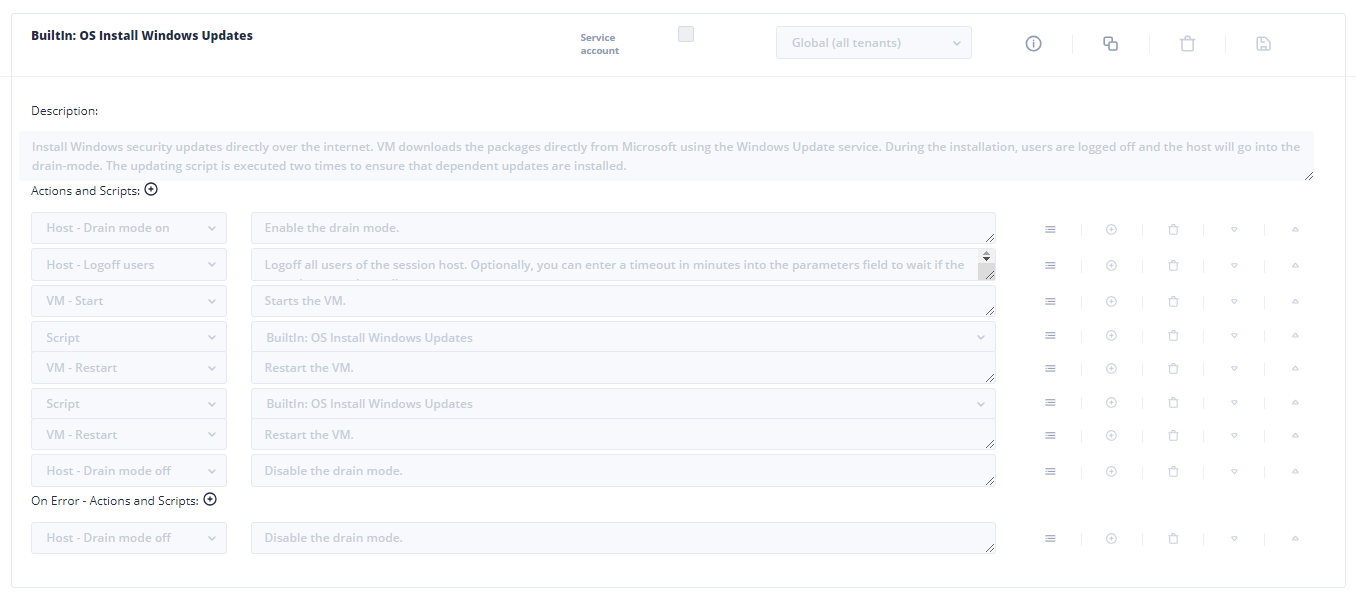 BuiltIn: OS Install Windows Updates
Service
account
Global (all tenants)
Description:
Install Windows security updates directly over the internet. VM downloads the packages directly from Microsoft using the Windows Update service. During the installation, users are logged off and the host will go into the
drain-mode. The updating script is executed two times to ensure that dependent updates are installed.
Actions and Scripts:
Host - Drain mode on
Enable the drain mode.
Host - Logoff users
Logoff all users of the session host. Optionally, you can enter a timeout in minutes into the parameters field to wait if the
VM - Start
Starts the VM.
Script
BuiltIn: OS Install Windows Updates
VM - Restart
Restart the VM.
Script
BuiltIn: OS Install Windows Updates
VM - Restart
Restart the VM.
Host - Drain mode off
Disable the drain mode.
On Error - Actions and Scripts:
Host - Drain mode off
Disable the drain mode.